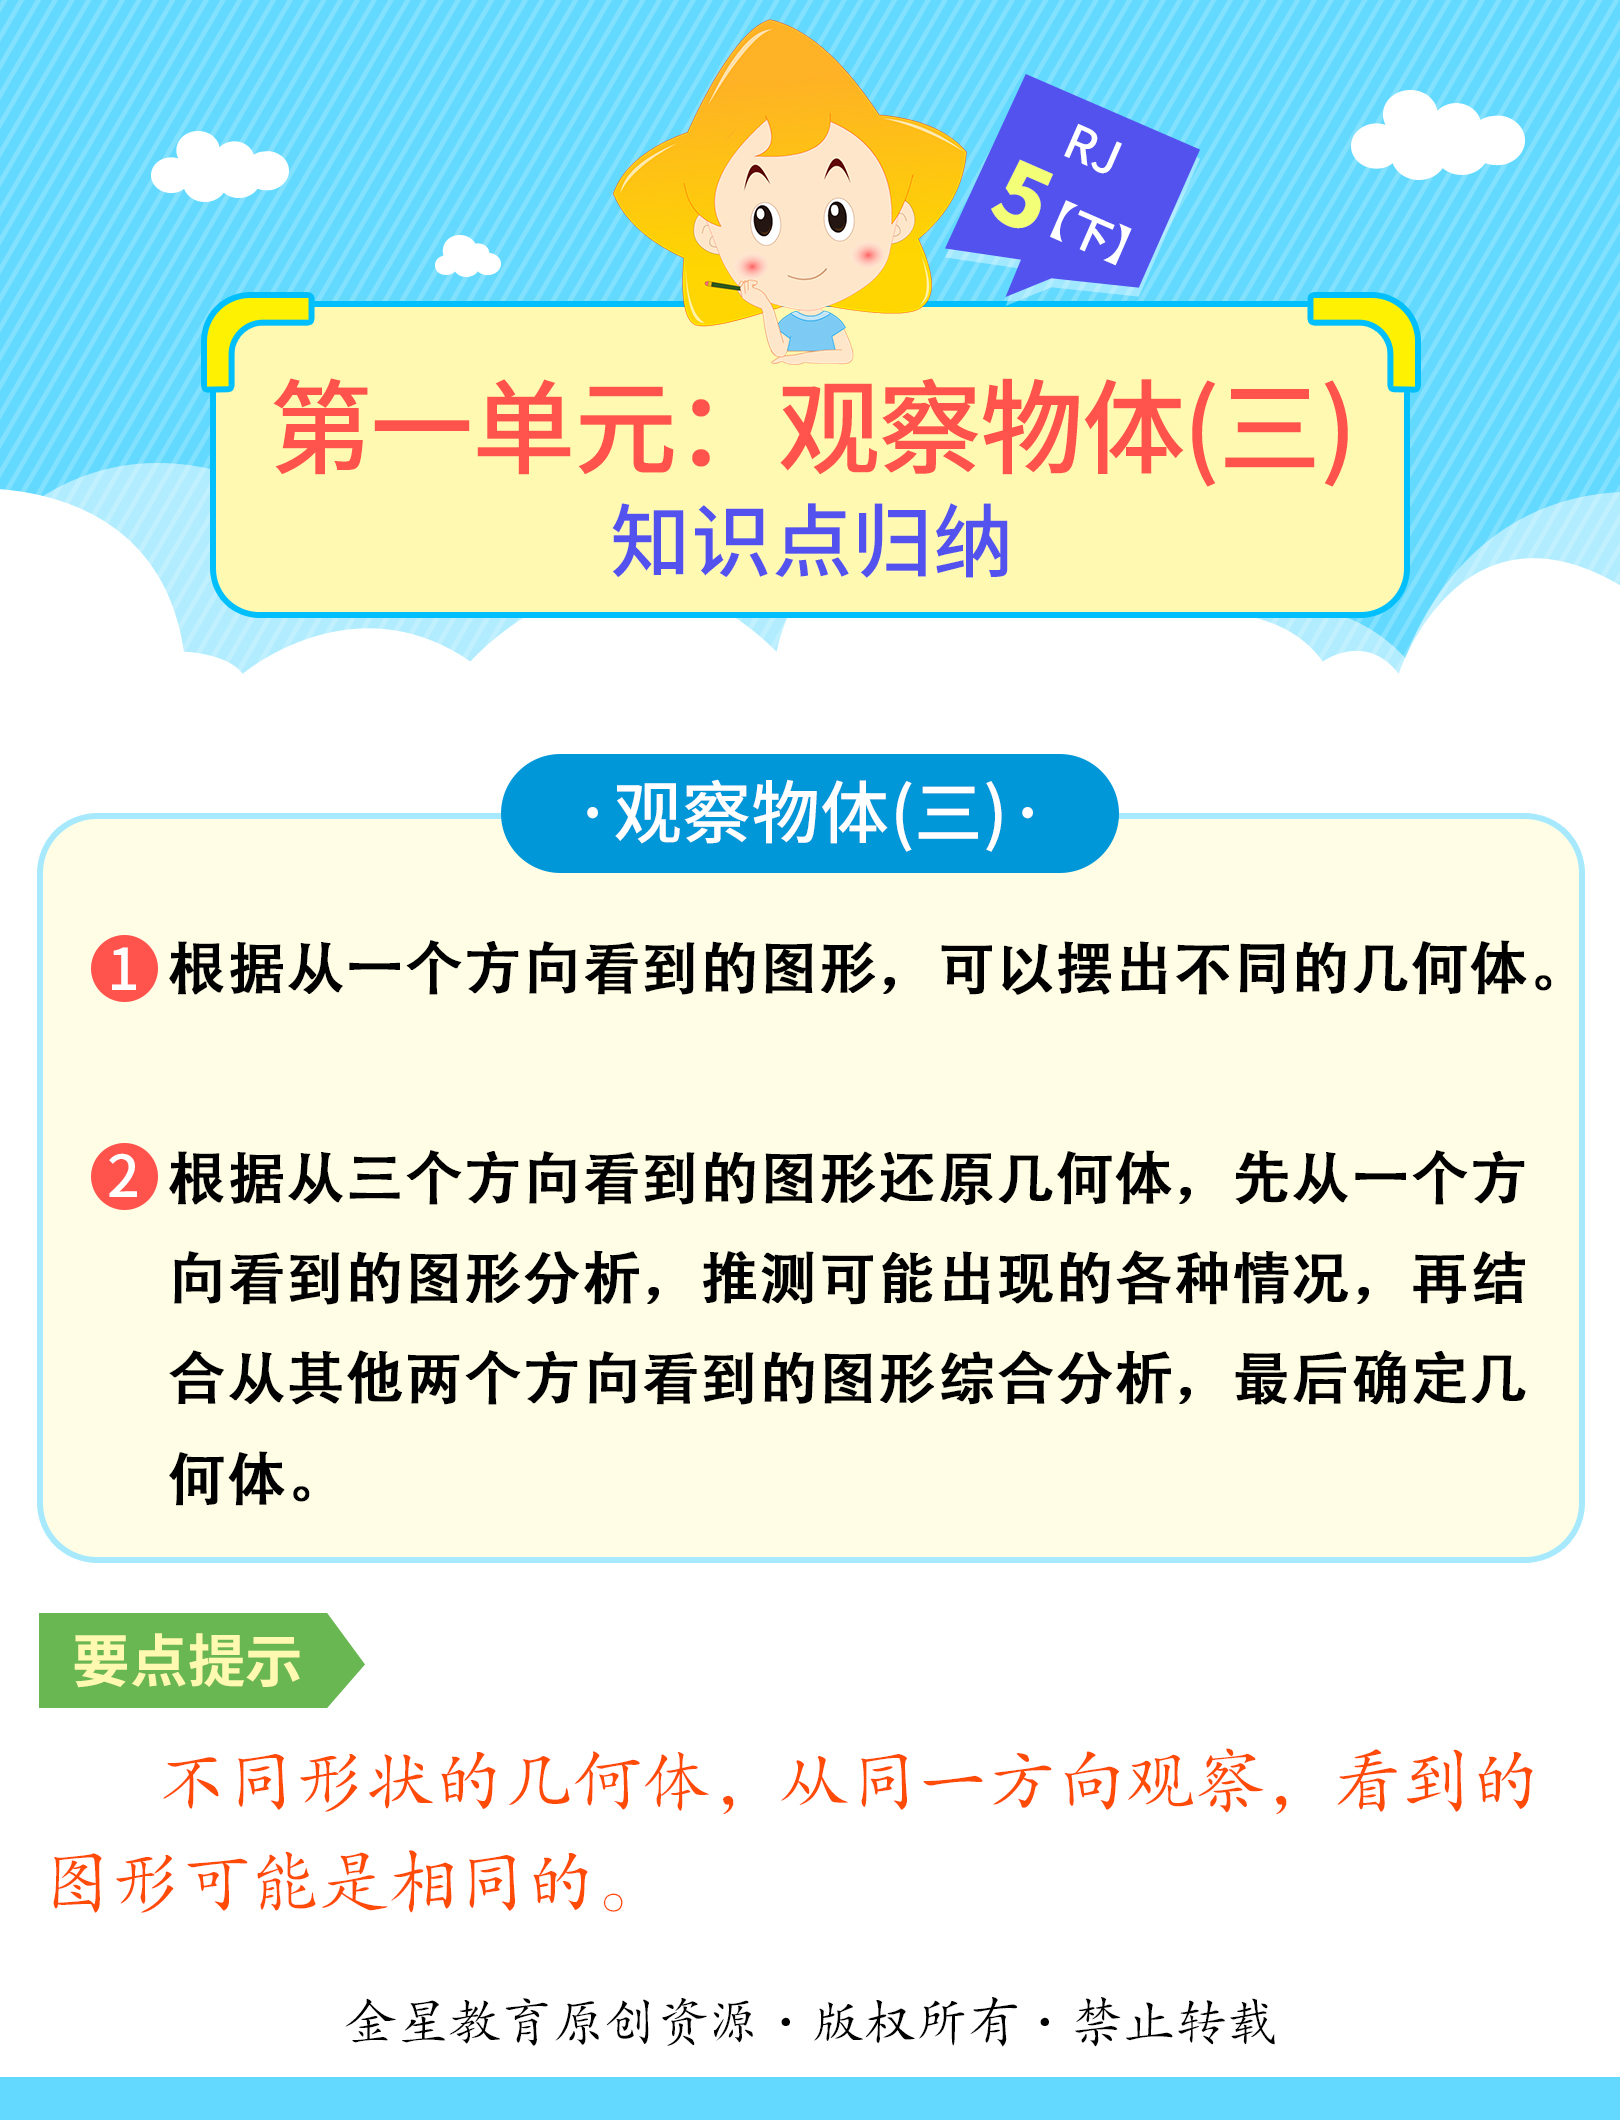 RJ
5【下】
第一单元：观察物体(三)
知识点归纳
·观察物体(三)·
1 根据从一个方向看到的图形，可以摆出不同的几何体。
2 根据从三个方向看到的图形还原几何体，先从一个方
向看到的图形分析，推测可能出现的各种情况，再结
合从其他两个方向看到的图形综合分析，最后确定几
何体。
要点提示
不同形状的几何体，从同一方向观察，看到的
图形可能是相同的。
金星教育原创资源·版权所有·禁止转载